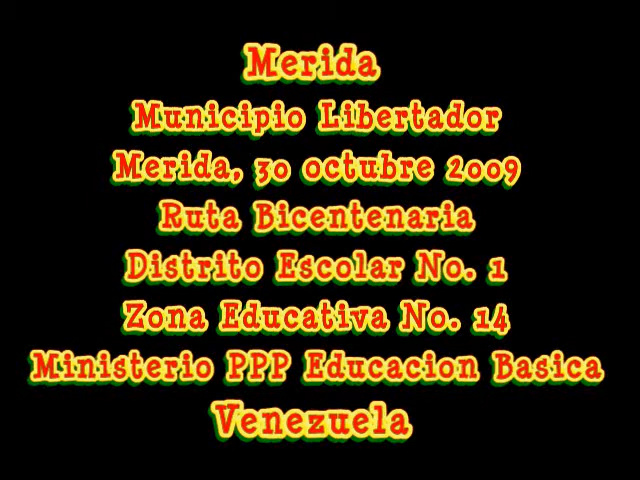 Merida
Municipio Libertador
Merida, 30 octubre 2009
Ruta Bicentenaria
Distrito Escolar No. 1
Zona Educativa No. 14
Ministerio PPP Educacion Basica
Venezuela